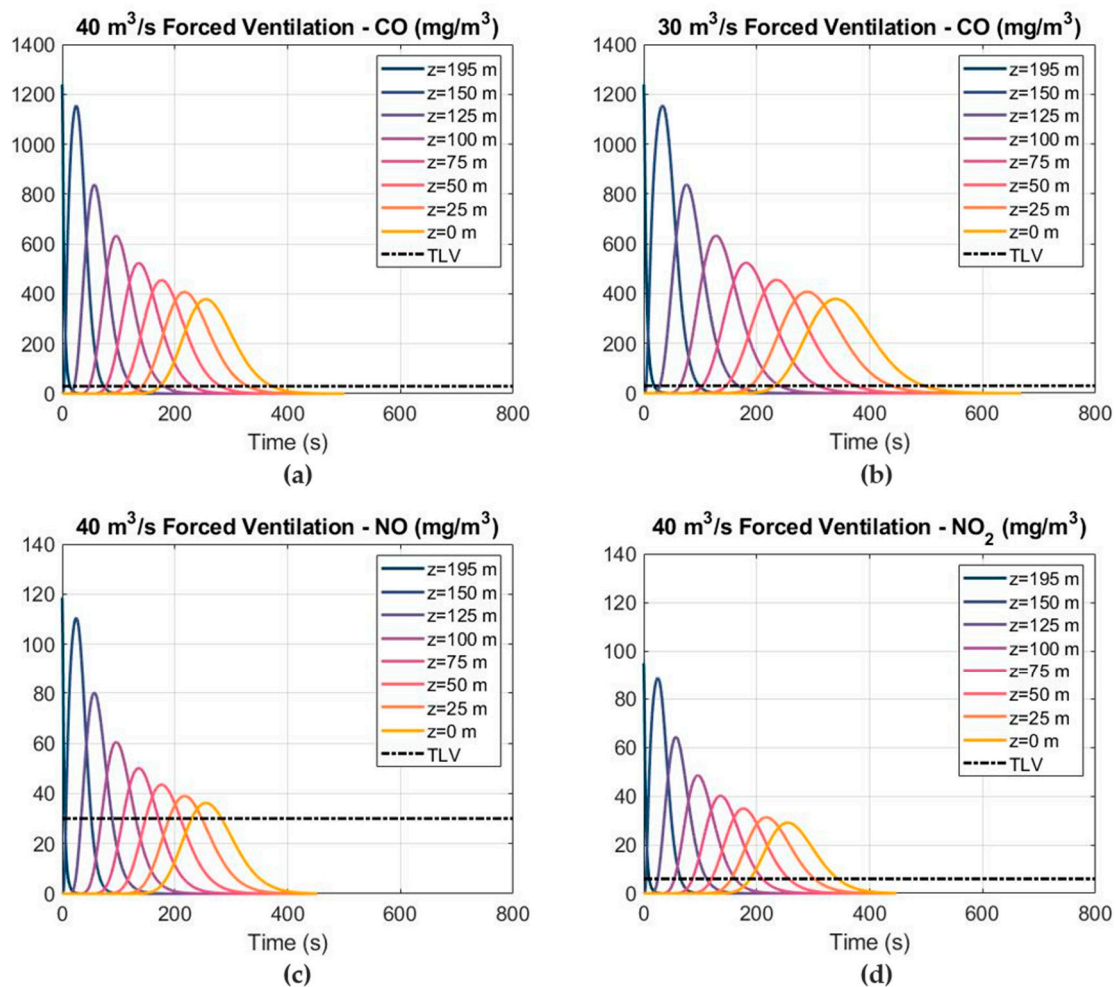 40 m³/s Forced Ventilation - CO (mg/m³)
1400
1200
1000
800
600
400
200
0
0 200 400 600 800
Time (s)
z=195 m
z=150 m
z=125 m
z=100 m
z=75 m
z=50 m
z=25 m
z=0 m
TLV
(a)
30 m³/s Forced Ventilation - CO (mg/m³)
1400
1200
1000
800
600
400
200
0
0 100 200 300 400 500 600 700 800
Time (s)
z=195 m
z=150 m
z=125 m
z=100 m
z=75 m
z=50 m
z=25 m
z=0 m
TLV
(b)
40 m³/s Forced Ventilation - NO (mg/m³)
140
120
100
80
60
40
20
0
0 200 400 600 800
Time (s)
z=195 m
z=150 m
z=125 m
z=100 m
z=75 m
z=50 m
z=25 m
z=0 m
TLV
(c)
40 m³/s Forced Ventilation - NO₂ (mg/m³)
140
120
100
80
60
40
20
0
0 200 400 600 800
Time (s)
z=195 m
z=150 m
z=125 m
z=100 m
z=75 m
z=50 m
z=25 m
z=0 m
TLV
(d)